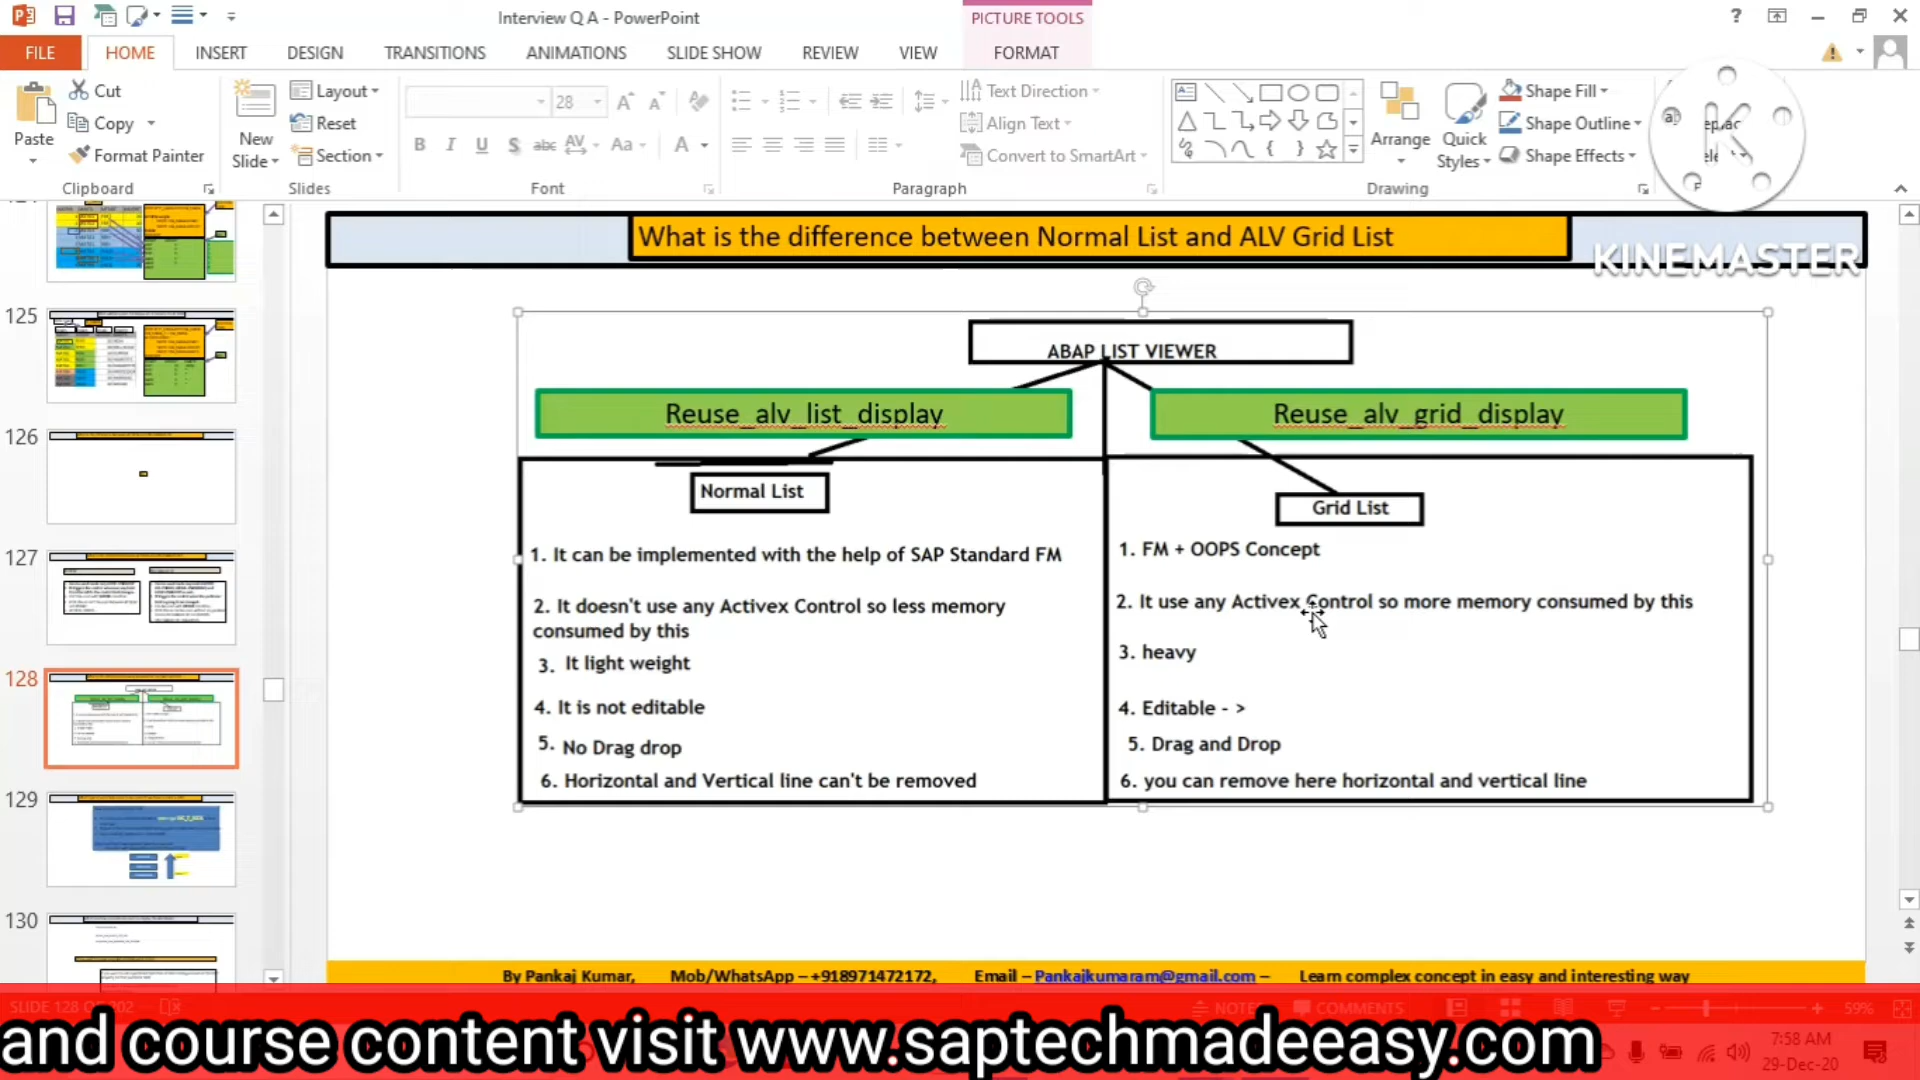 Interview Q A - PowerPoint
PICTURE TOOLS
FILE
HOME
INSERT
DESIGN
TRANSITIONS
ANIMATIONS
SLIDE SHOW
REVIEW
VIEW
FORMAT
Paste
Cut
Copy
Format Painter
Clipboard
New Slide
Layout
Reset
Section
Slides
28
Font
Text Direction
Align Text
Convert to SmartArt
Paragraph
Arrange
Quick Styles
Shape Fill
Shape Outline
Shape Effects
Drawing
KINEMASTER
125
126
127
128
129
130
What is the difference between Normal List and ALV Grid List
ABAP LIST VIEWER
Reuse_alv_list_display
Reuse_alv_grid_display
Normal List
1. It can be implemented with the help of SAP Standard FM
2. It doesn't use any Activex Control so less memory
consumed by this
3. It light weight
4. It is not editable
5. No Drag drop
6. Horizontal and Vertical line can't be removed
Grid List
1. FM + OOPS Concept
2. It use any Activex Control so more memory consumed by this
3. heavy
4. Editable - >
5. Drag and Drop
6. you can remove here horizontal and vertical line
By Pankaj Kumar, Mob/WhatsApp – +918971472172, Email – Pankajkumaram@gmail.com – Learn complex concept in easy and interesting way
SLIDE 128 OF 202
NOTES
COMMENTS
59%
and course content visit www.saptechmadeeasy.com
7:58 AM
29-Dec-20